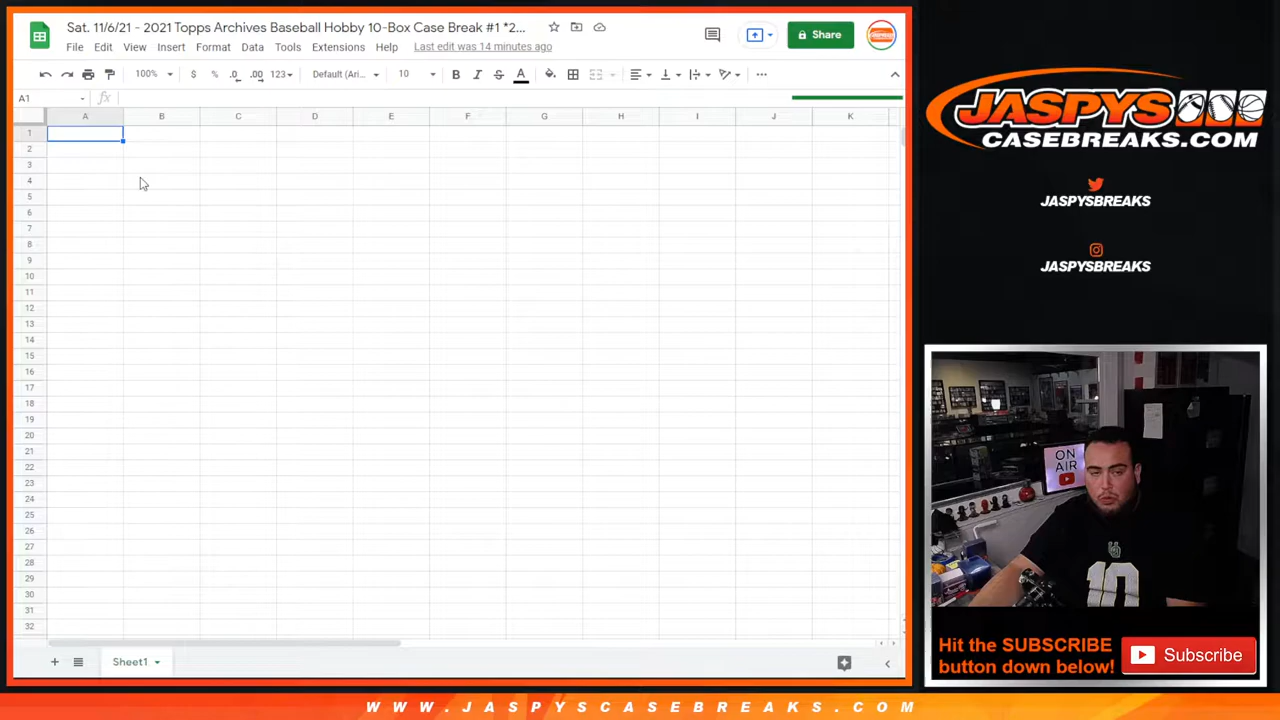 Sat. 11/6/21 - 2021 Topps Archives Baseball Hobby 10-Box Case Break #1 *2...
File Edit View Insert Format Data Tools Extensions Help Last edit was 14 minutes ago
Share
100% $ % .0 .00 123 Default (Ari... 10 B I S A
A1 fx
A B C D E F G H I J K
1
2
3
4
5
6
7
8
9
10
11
12
13
14
15
16
17
18
19
20
21
22
23
24
25
26
27
28
29
30
31
32
Sheet1
JASPYS
CASEBREAKS.COM
JASPYSBREAKS
JASPYSBREAKS
ON
AIR
10
Hit the SUBSCRIBE
button down below!
Subscribe
WWW.JASPYSCASEBREAKS.COM